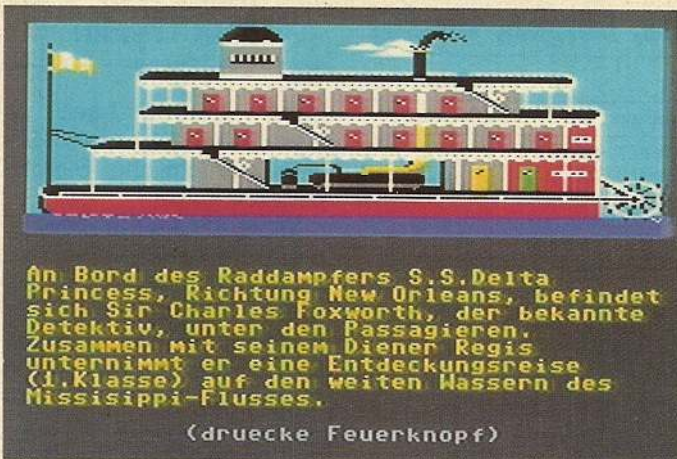 An Bord des Raddampfers S.S.Delta
Princess, Richtung New Orleans, befindet
sich Sir Charles Foxworth, der bekannte
Detektiv, unter den Passagieren.
Zusammen mit seinem Diener Regis
unternimmt er eine Entdeckungsreise
(1.Klasse) auf den weiten Wassern des
Missisippi-Flusses.
(druecke Feuerknopf)